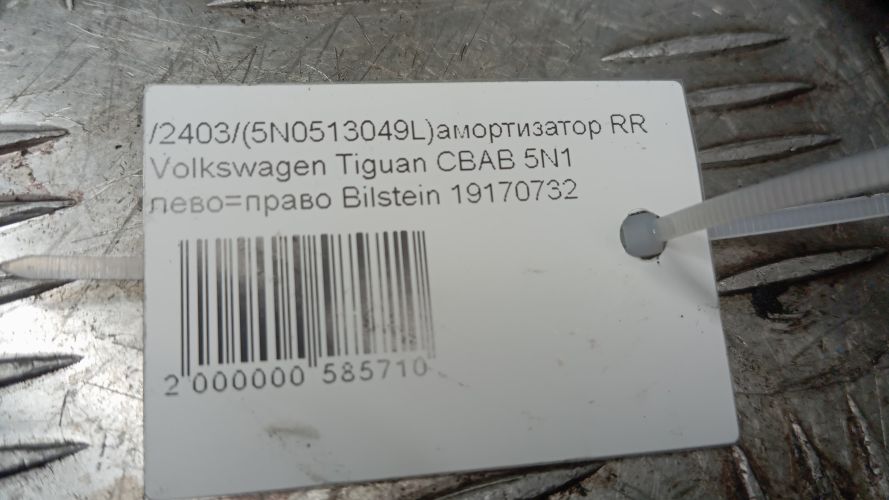 /2403/(5N0513049L)амортизатор RR
Volkswagen Tiguan CBAB 5N1
лево=право Bilstein 19170732
2 000000 585710